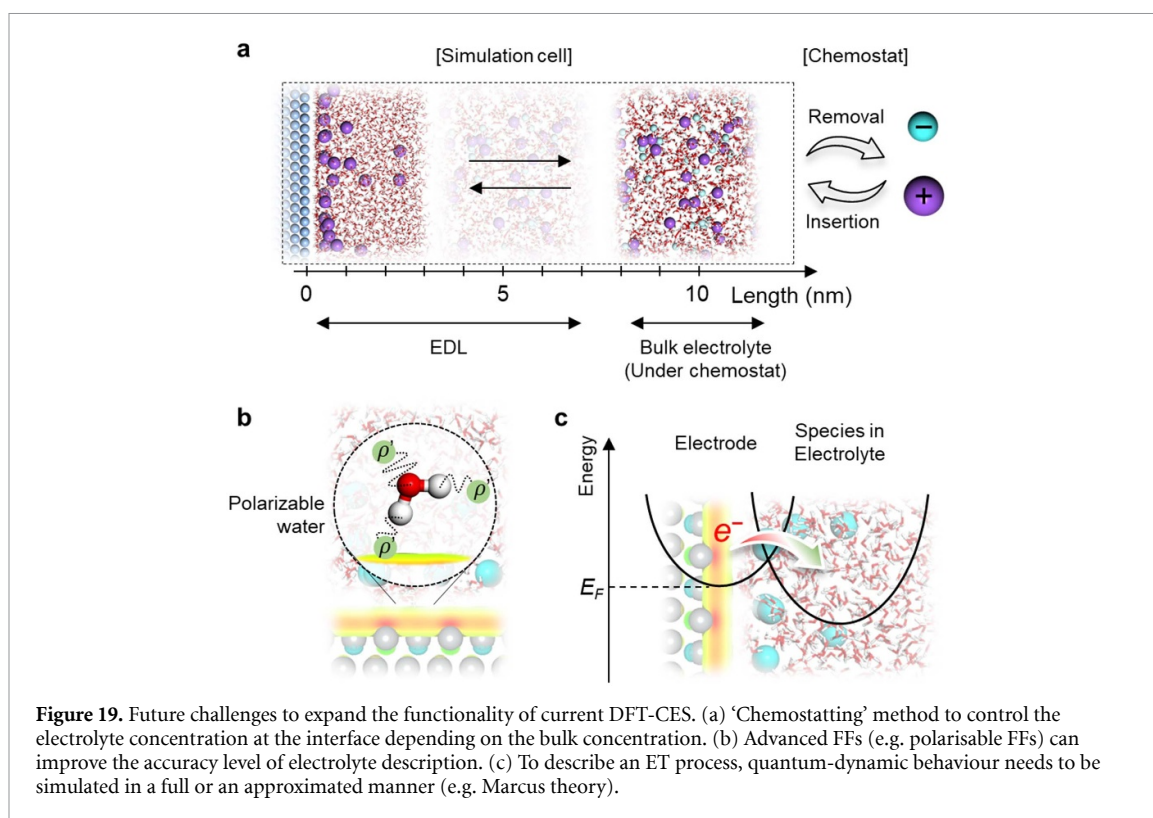 a
[Simulation cell]
[Chemostat]
Removal
−
+
Insertion
0
5
10
Length (nm)
EDL
Bulk electrolyte
(Under chemostat)
b
Polarizable
water
ρ'
ρ'
ρ'
c
Energy
Electrode
Species in
Electrolyte
e−
EF
Figure 19. Future challenges to expand the functionality of current DFT-CES. (a) ‘Chemostatting’ method to control the
electrolyte concentration at the interface depending on the bulk concentration. (b) Advanced FFs (e.g. polarisable FFs) can
improve the accuracy level of electrolyte description. (c) To describe an ET process, quantum-dynamic behaviour needs to be
simulated in a full or an approximated manner (e.g. Marcus theory).